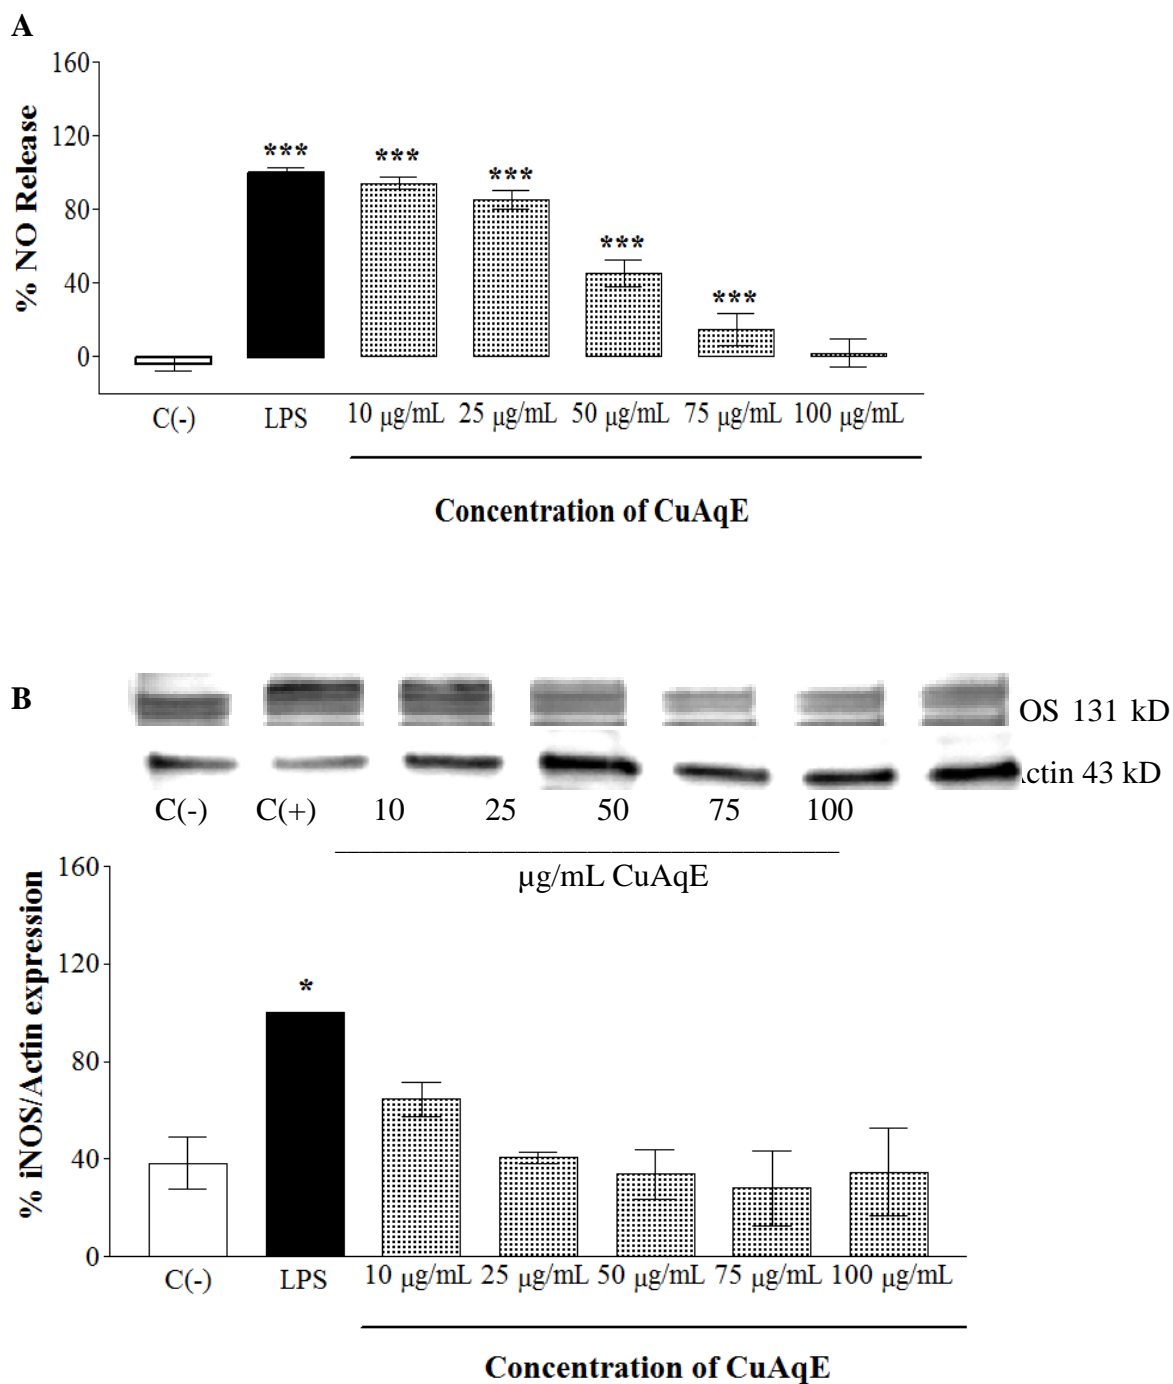 A
160
120
80
40
0
% NO Release
*** *** *** *** ***
C(-) LPS 10 µg/mL 25 µg/mL 50 µg/mL 75 µg/mL 100 µg/mL
Concentration of CuAqE
B
OS 131 kD
ctin 43 kD
C(-) C(+) 10 25 50 75 100
µg/mL CuAqE
160
120
80
40
0
% iNOS/Actin expression
*
C(-) LPS 10 µg/mL 25 µg/mL 50 µg/mL 75 µg/mL 100 µg/mL
Concentration of CuAqE